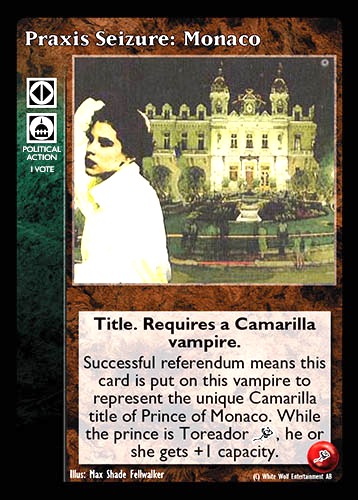 Praxis Seizure: Monaco
POLITICAL
ACTION
1 VOTE
Title. Requires a Camarilla
vampire.
Successful referendum means this
card is put on this vampire to
represent the unique Camarilla
title of Prince of Monaco. While
the prince is Toreador , he or
she gets +1 capacity.
Illus: Max Shade Fellwalker
(C) White Wolf Entertainment AB